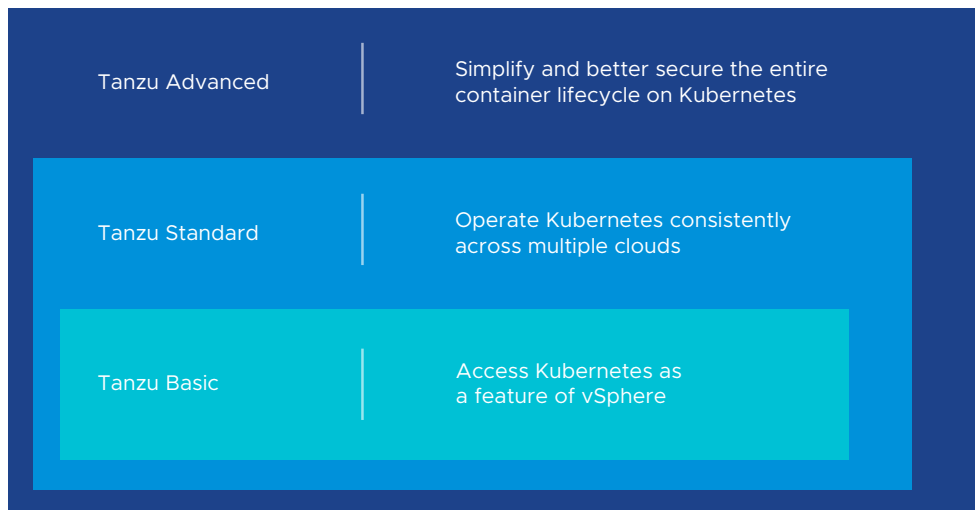 Tanzu Advanced
Simplify and better secure the entire
container lifecycle on Kubernetes
Tanzu Standard
Operate Kubernetes consistently
across multiple clouds
Tanzu Basic
Access Kubernetes as
a feature of vSphere